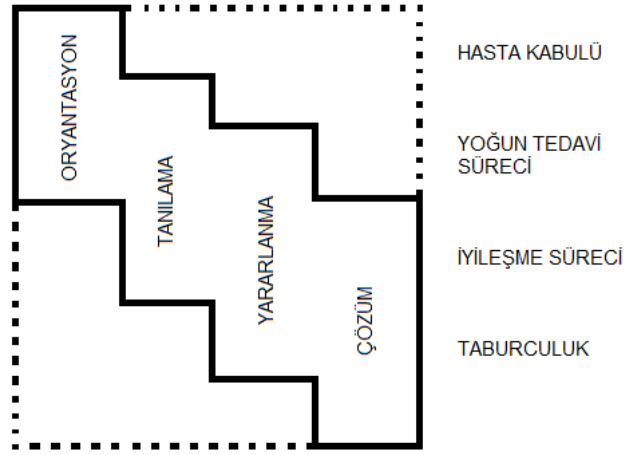 ORYANTASYON
TANILAMA
YARARLANMA
ÇÖZÜM
HASTA KABULÜ
YOĞUN TEDAVİ
SÜRECİ
İYİLEŞME SÜRECİ
TABURCULUK